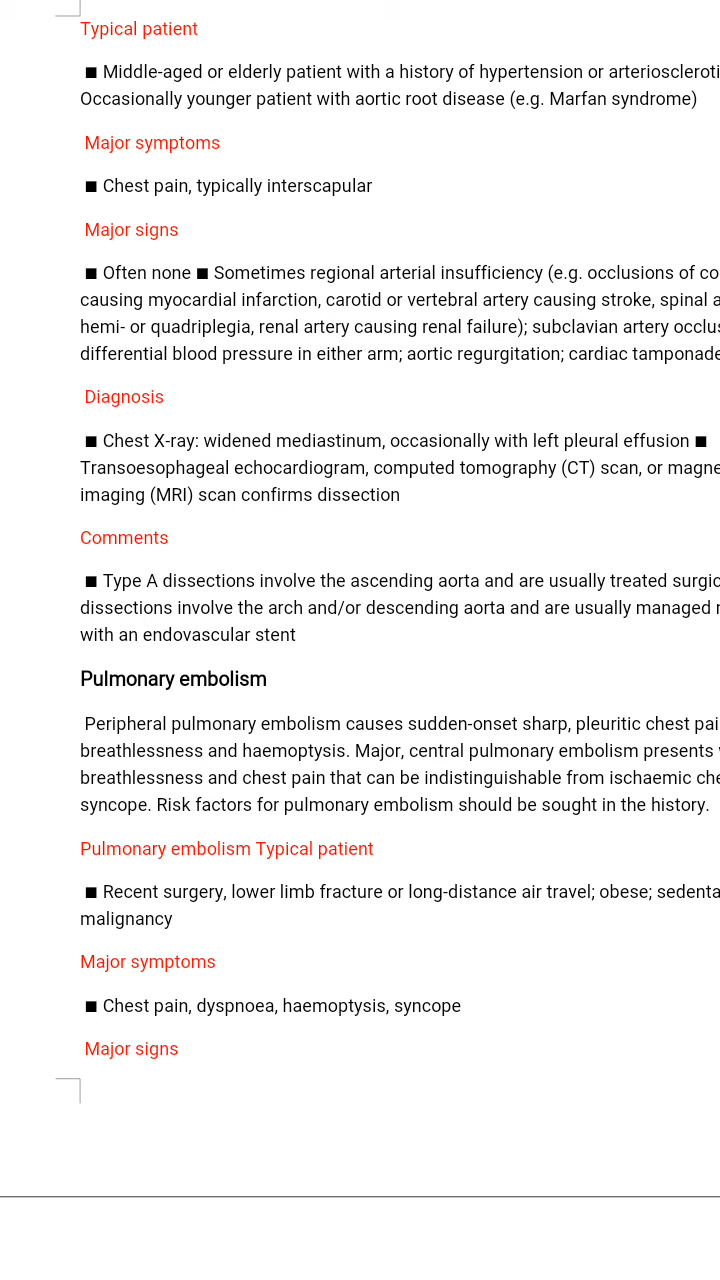 Typical patient
■ Middle-aged or elderly patient with a history of hypertension or arterioscleroti
Occasionally younger patient with aortic root disease (e.g. Marfan syndrome)
Major symptoms
■ Chest pain, typically interscapular
Major signs
■ Often none ■ Sometimes regional arterial insufficiency (e.g. occlusions of co
causing myocardial infarction, carotid or vertebral artery causing stroke, spinal a
hemi- or quadriplegia, renal artery causing renal failure); subclavian artery occlus
differential blood pressure in either arm; aortic regurgitation; cardiac tamponade
Diagnosis
■ Chest X-ray: widened mediastinum, occasionally with left pleural effusion ■
Transoesophageal echocardiogram, computed tomography (CT) scan, or magne
imaging (MRI) scan confirms dissection
Comments
■ Type A dissections involve the ascending aorta and are usually treated surgic
dissections involve the arch and/or descending aorta and are usually managed
with an endovascular stent
Pulmonary embolism
Peripheral pulmonary embolism causes sudden-onset sharp, pleuritic chest pai
breathlessness and haemoptysis. Major, central pulmonary embolism presents
breathlessness and chest pain that can be indistinguishable from ischaemic che
syncope. Risk factors for pulmonary embolism should be sought in the history.
Pulmonary embolism Typical patient
■ Recent surgery, lower limb fracture or long-distance air travel; obese; sedenta
malignancy
Major symptoms
■ Chest pain, dyspnoea, haemoptysis, syncope
Major signs